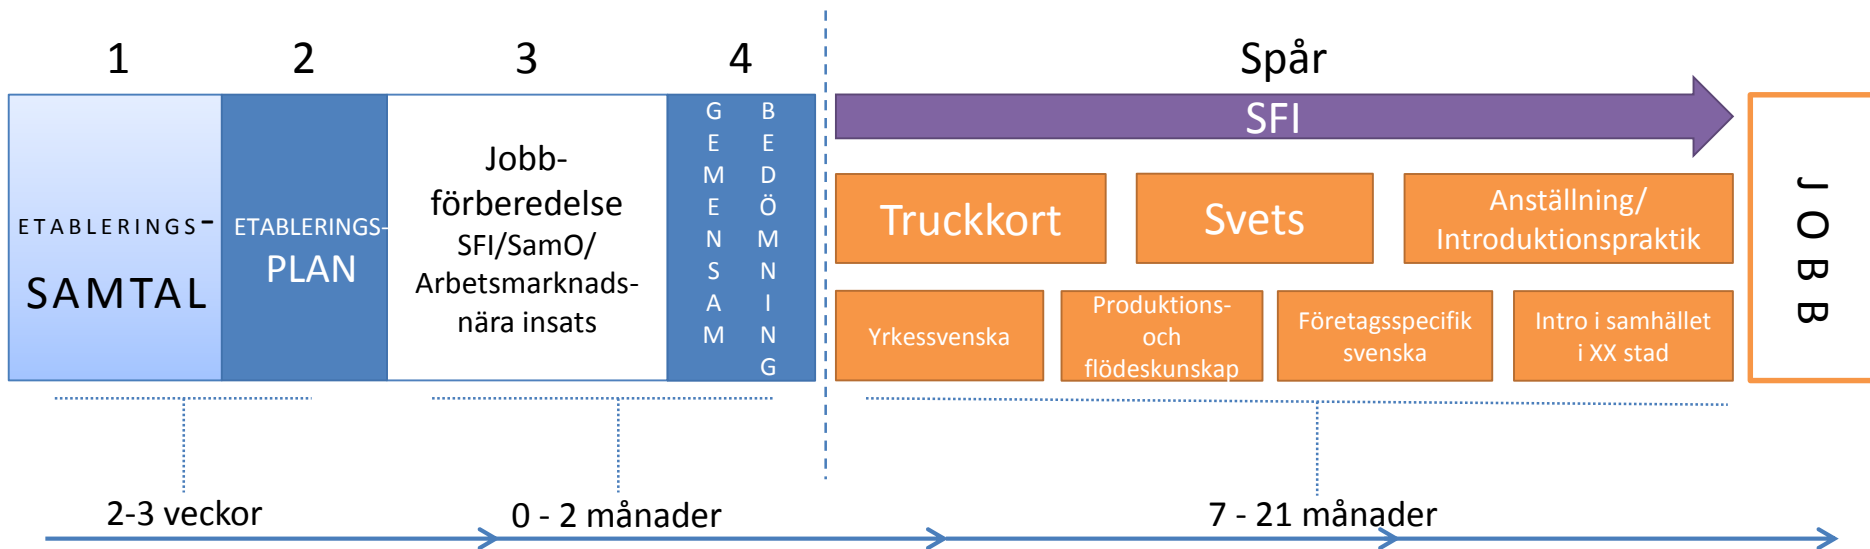 1
2
3
4
Spår
ETABLERINGS-
SAMTAL
ETABLERINGS-
PLAN
Jobb-
förberedelse
SFI/SamO/
Arbetsmarknads-
nära insats
GEMENSAM
BEDÖMNING
SFI
Truckkort
Svets
Anställning/
Introduktionspraktik
Yrkessvenska
Produktions-
och
flödeskunskap
Företagsspecifik
svenska
Intro i samhället
i XX stad
JOBB
2-3 veckor
0 - 2 månader
7 - 21 månader